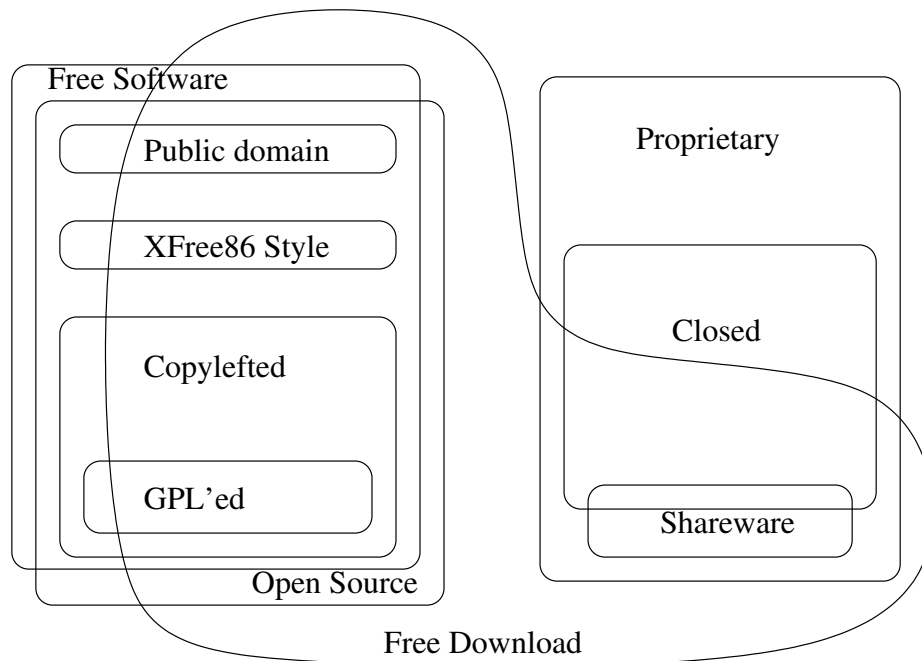 Free Software
Public domain
XFree86 Style
Copylefted
GPL'ed
Open Source
Proprietary
Closed
Shareware
Free Download